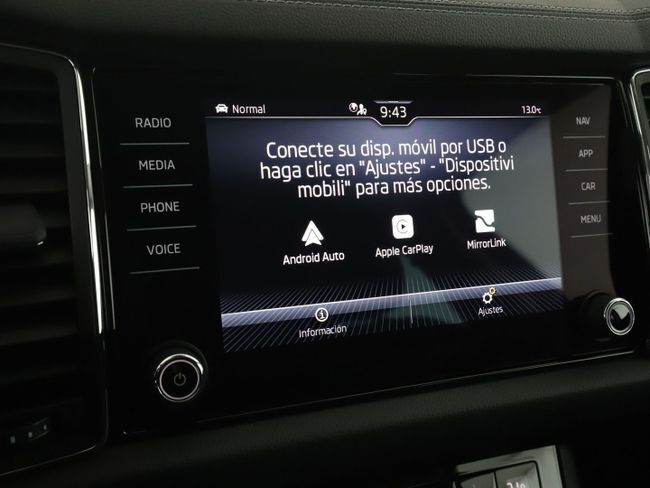 RADIO
MEDIA
PHONE
VOICE
Normal
9:43
13.0°C
Conecte su disp. móvil por USB o
haga clic en "Ajustes" - "Dispositivi
mobili" para más opciones.
Android Auto
Apple CarPlay
MirrorLink
Información
Ajustes
NAV
APP
CAR
MENU